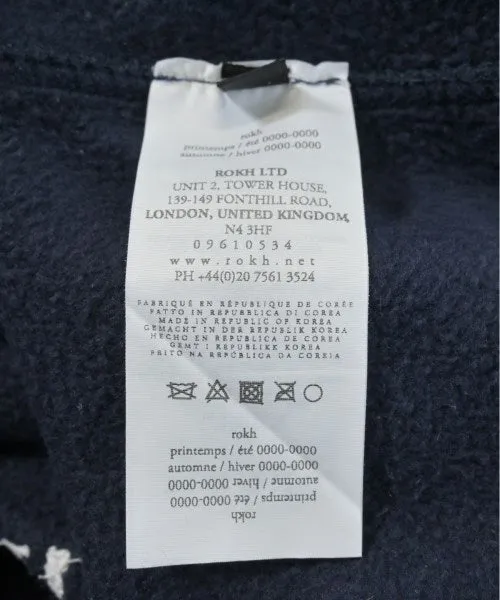 rokh
printemps / été 0000-0000
automne / hiver 0000-0000
ROKH LTD
UNIT 2, TOWER HOUSE,
139-149 FONTHILL ROAD,
LONDON, UNITED KINGDOM,
N4 3HF
09610534
www.rokh.net
PH +44(0)20 7561 3524
FABRIQUÉ EN RÉPUBLIQUE DE CORÉE
FATTO IN REPUBBLICA DI COREA
MADE IN REPUBLIC OF KOREA
GEMACHT IN DER REPUBLIK KOREA
HECHO EN REPÚBLICA DE COREA
GEMT I REPUBLIKK KOREA
FEITO NA REPÚBLICA DA COREIA
rokh
printemps / été 0000-0000
automne / hiver 0000-0000
automne / hiver 0000-0000
printemps / été 0000-0000
rokh